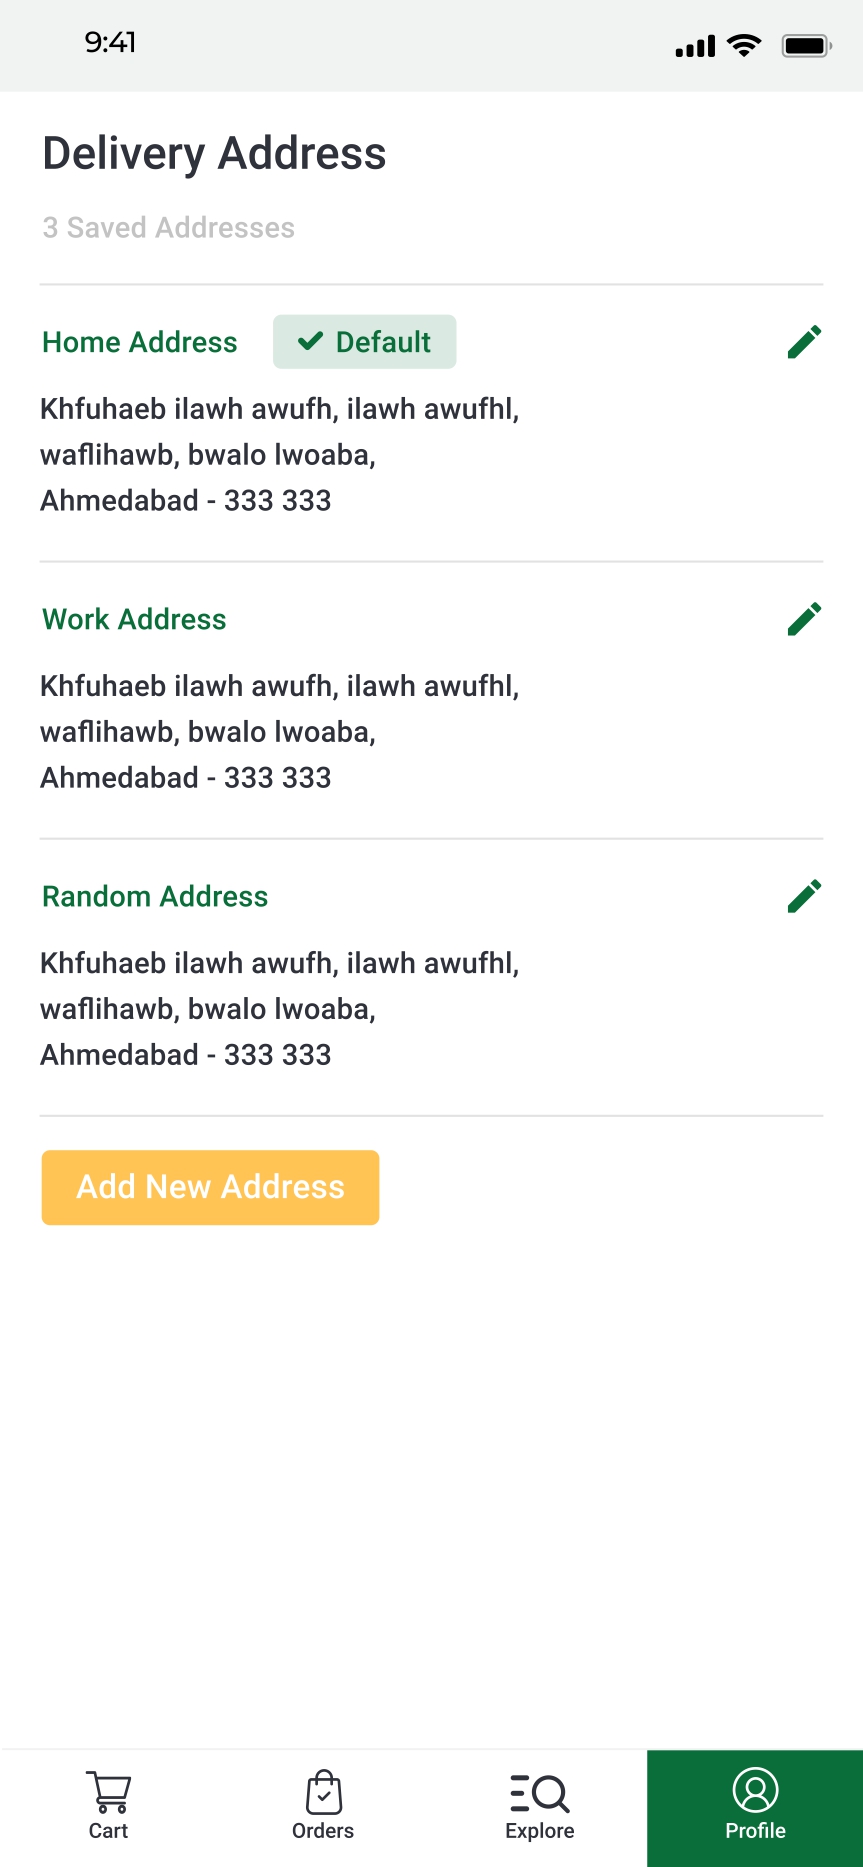 9:41
Delivery Address
3 Saved Addresses
Home Address
Default
Khfuhaeb ilawh awufh, ilawh awufhl,
waflihawb, bwalo lwoaba,
Ahmedabad - 333 333
Work Address
Khfuhaeb ilawh awufh, ilawh awufhl,
waflihawb, bwalo lwoaba,
Ahmedabad - 333 333
Random Address
Khfuhaeb ilawh awufh, ilawh awufhl,
waflihawb, bwalo lwoaba,
Ahmedabad - 333 333
Add New Address
Cart
Orders
Explore
Profile